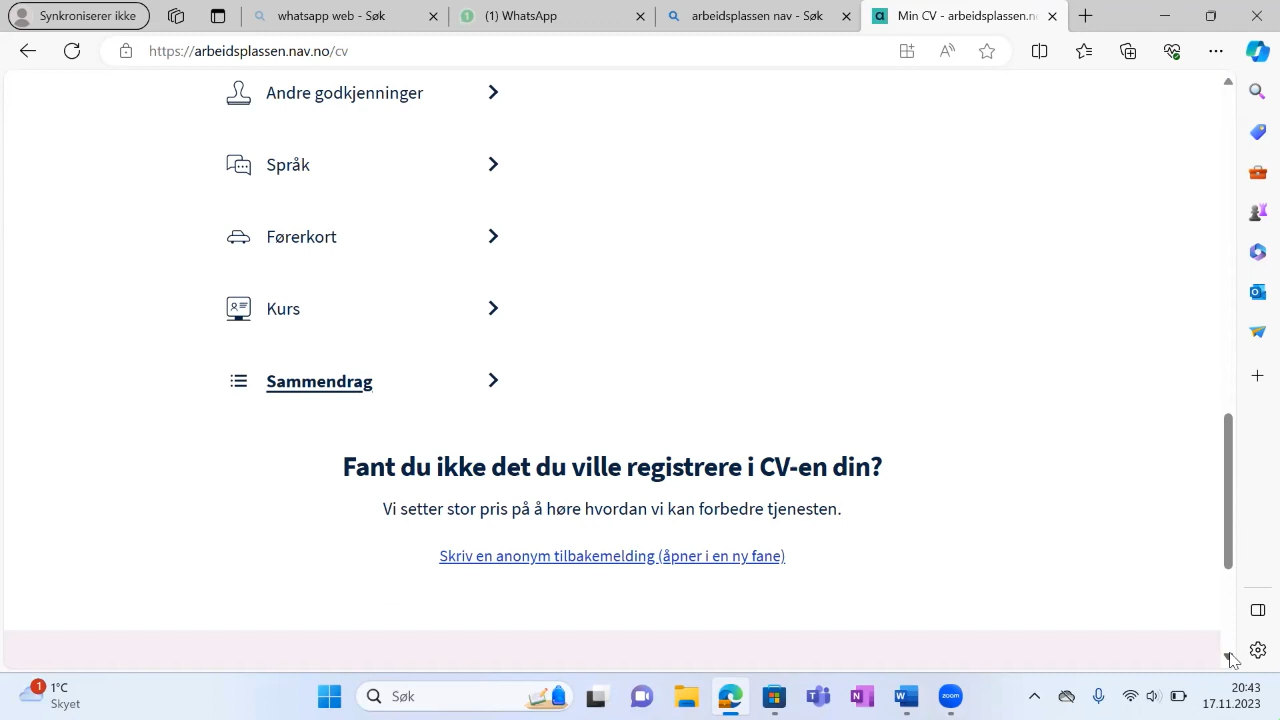 Synkroniserer ikke
whatsapp web - Søk
(1) WhatsApp
arbeidsplassen nav - Søk
Min CV - arbeidsplassen.n
https://arbeidsplassen.nav.no/cv
Andre godkjenninger
Språk
Førerkort
Kurs
Sammendrag
Fant du ikke det du ville registrere i CV-en din?
Vi setter stor pris på å høre hvordan vi kan forbedre tjenesten.
Skriv en anonym tilbakemelding (åpner i en ny fane)
1
1°C
Skyet
Søk
zoom
20:43
17.11.2023